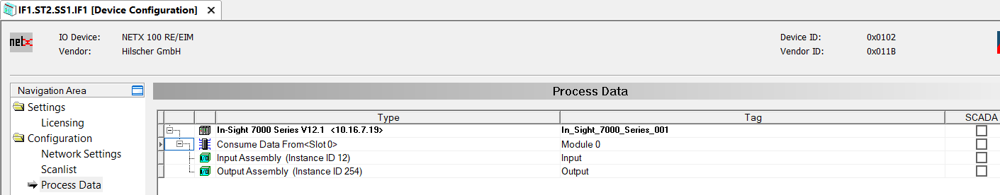 IF1.ST2.SS1.IF1 [Device Configuration]
netx IO Device: NETX 100 RE/EIM Device ID: 0x0102
Vendor: Hilscher GmbH Vendor ID: 0x011B
Navigation Area
Settings
Licensing
Configuration
Network Settings
Scanlist
Process Data
Process Data
Type Tag SCADA
In-Sight 7000 Series V12.1 <10.16.7.19> In_Sight_7000_Series_001
Consume Data From<Slot 0> Module 0
Input Assembly (Instance ID 12) Input
Output Assembly (Instance ID 254) Output